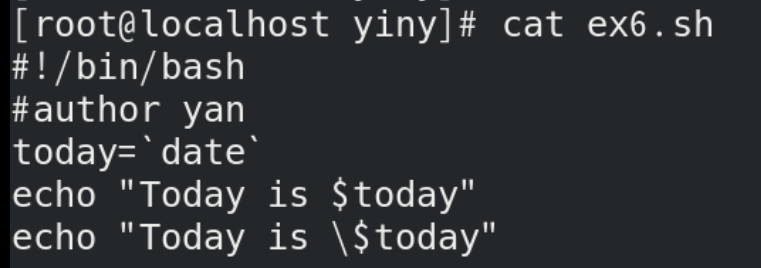 [root@localhost yiny]# cat ex6.sh
#!/bin/bash
#author yan
today=`date`
echo "Today is $today"
echo "Today is \$today"